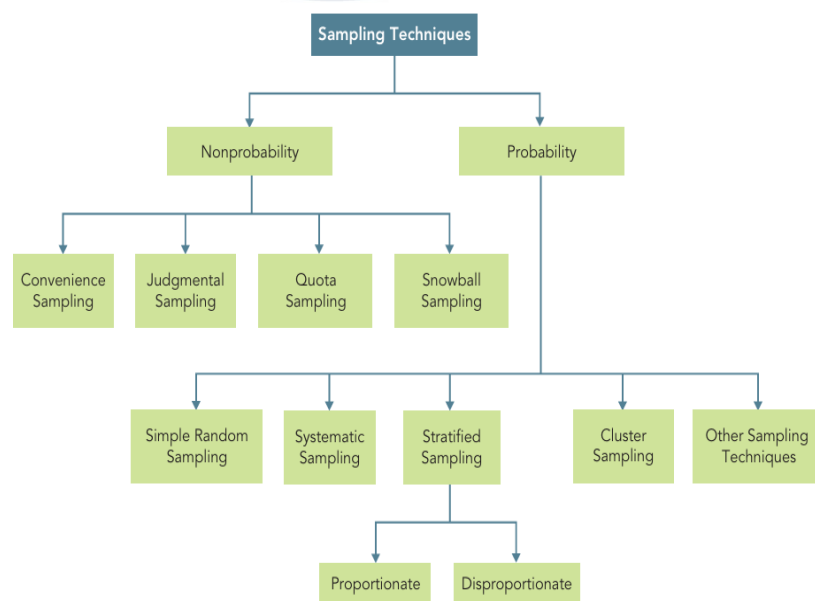 Sampling Techniques
Nonprobability
Probability
Convenience
Sampling
Judgmental
Sampling
Quota
Sampling
Snowball
Sampling
Simple Random
Sampling
Systematic
Sampling
Stratified
Sampling
Cluster
Sampling
Other Sampling
Techniques
Proportionate
Disproportionate